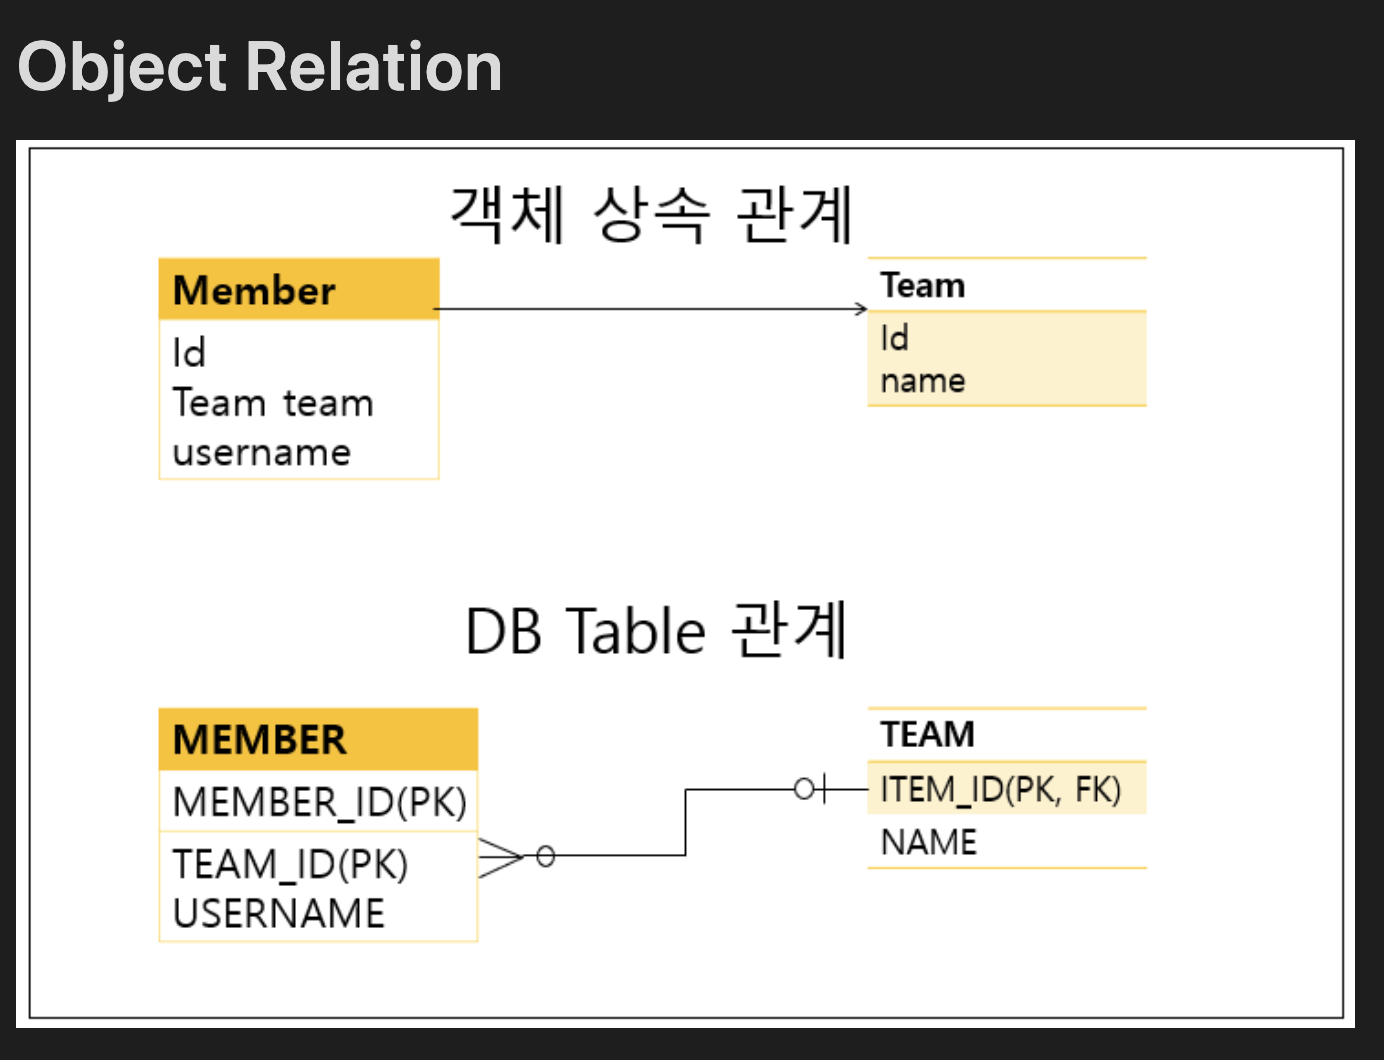 Object Relation
객체 상속 관계
Member
Id
Team team
username
Team
Id
name
DB Table 관계
MEMBER
MEMBER_ID(PK)
TEAM_ID(PK)
USERNAME
TEAM
ITEM_ID(PK, FK)
NAME